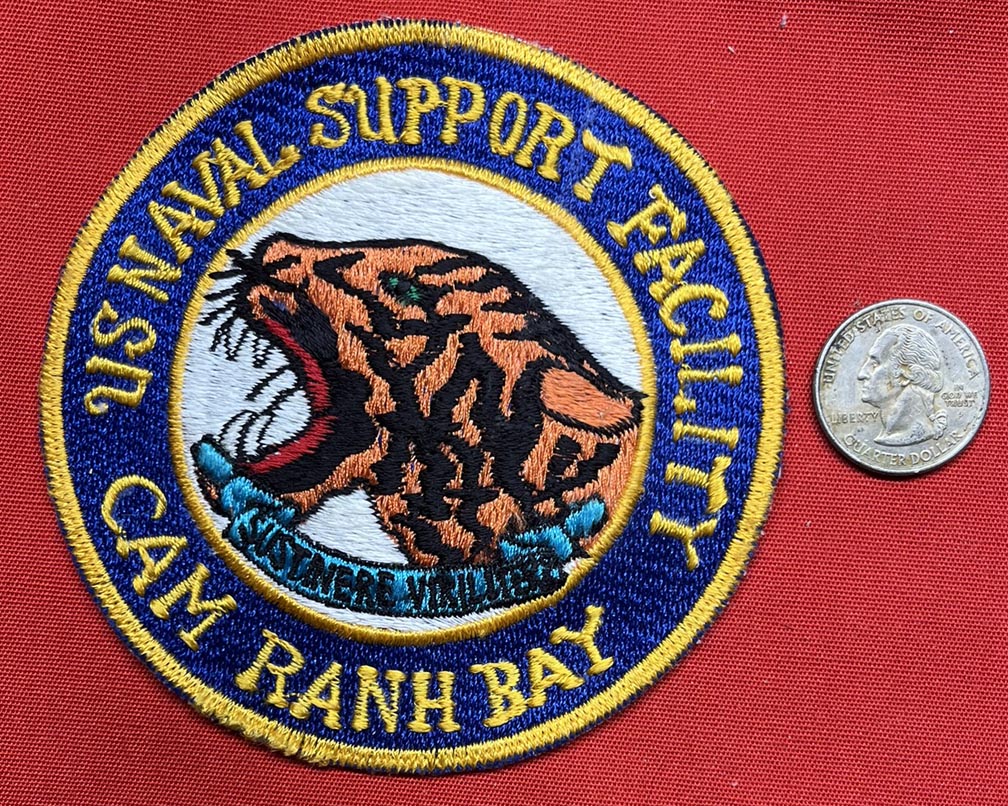 US NAVAL SUPPORT FACILITY
CAM RANH BAY
SUSTINERE
UNITED STATES OF AMERICA
LIBERTY
IN
GOD WE
TRUST
QUARTER DOLLAR